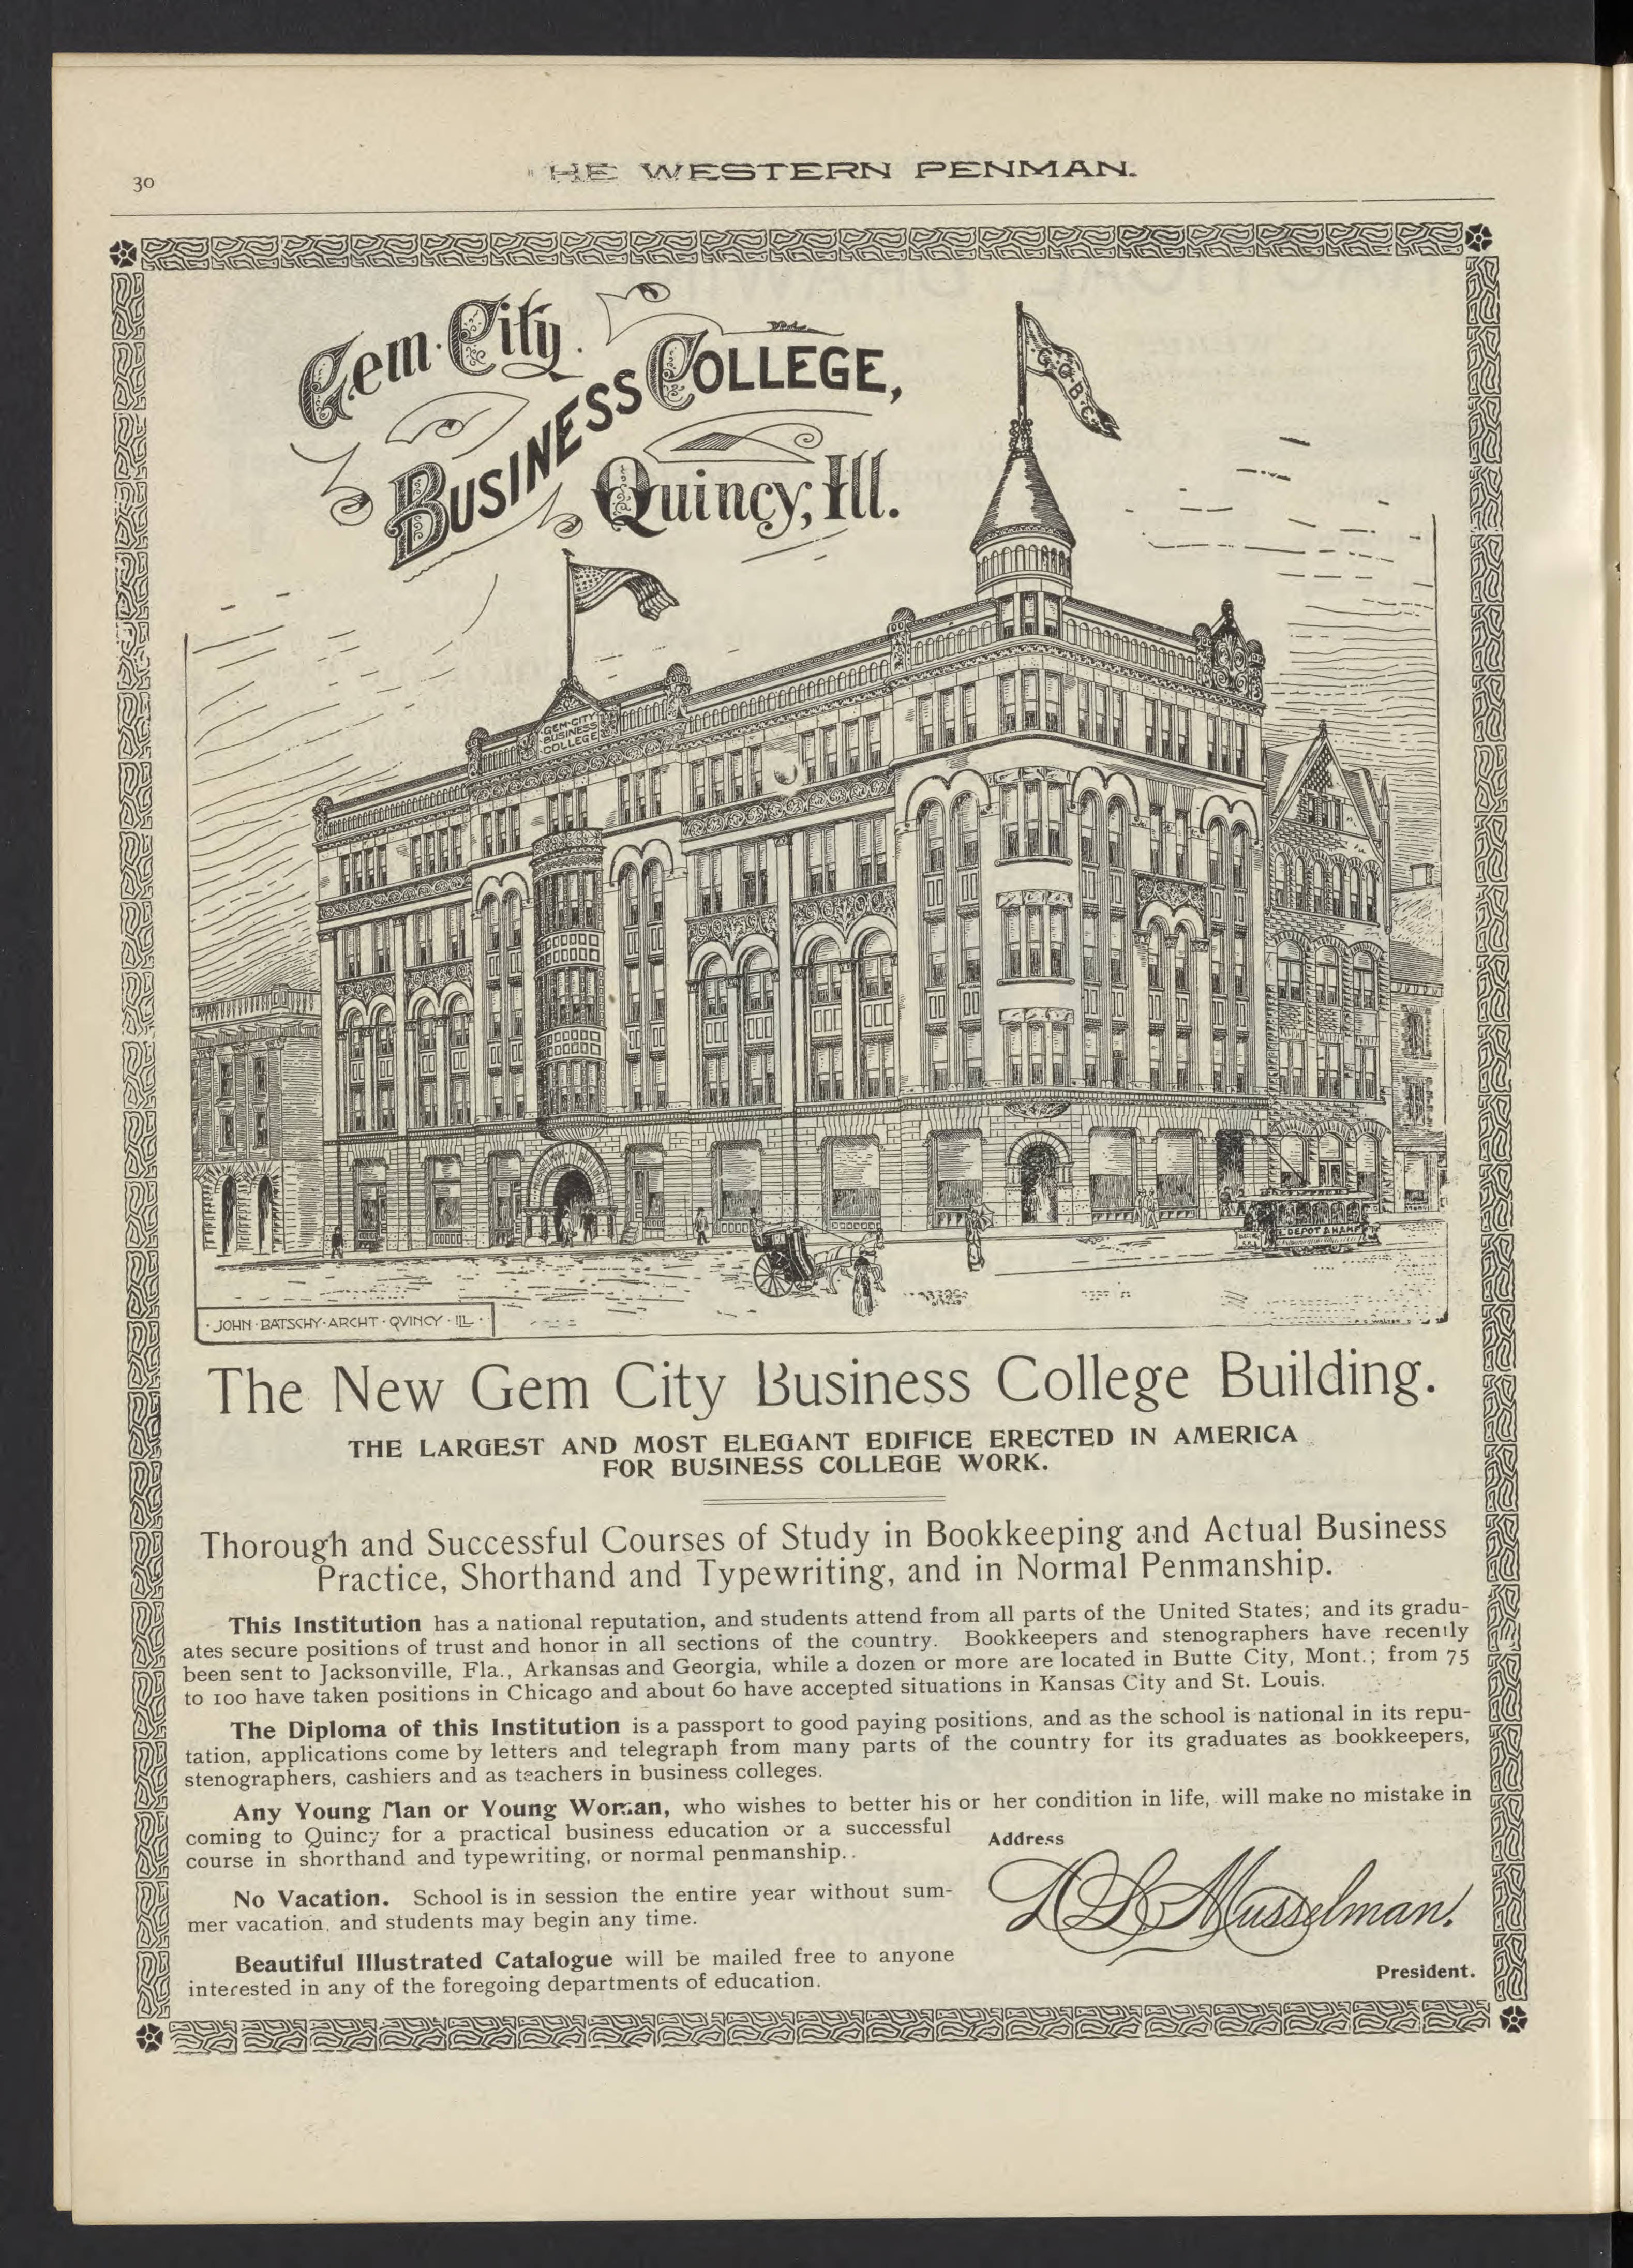 30
HE WESTERN PENMAN.
Gem City
BUSINESS COLLEGE,
Quincy, Ill.
G.C.B.C.
GEM·CITY
BUSINESS
COLLEGE
DEPOT & HAMP
· JOHN · BATSCHY · ARCHT · QVINCY · ILL ·
The New Gem City Business College Building.
THE LARGEST AND MOST ELEGANT EDIFICE ERECTED IN AMERICA
FOR BUSINESS COLLEGE WORK.
Thorough and Successful Courses of Study in Bookkeeping and Actual Business
Practice, Shorthand and Typewriting, and in Normal Penmanship.
This Institution has a national reputation, and students attend from all parts of the United States; and its gradu-
ates secure positions of trust and honor in all sections of the country. Bookkeepers and stenographers have recently
been sent to Jacksonville, Fla., Arkansas and Georgia, while a dozen or more are located in Butte City, Mont.; from 75
to 100 have taken positions in Chicago and about 60 have accepted situations in Kansas City and St. Louis.
The Diploma of this Institution is a passport to good paying positions, and as the school is national in its repu-
tation, applications come by letters and telegraph from many parts of the country for its graduates as bookkeepers,
stenographers, cashiers and as teachers in business colleges.
Any Young Man or Young Woman, who wishes to better his or her condition in life, will make no mistake in
coming to Quincy for a practical business education or a successful
course in shorthand and typewriting, or normal penmanship..
No Vacation. School is in session the entire year without sum-
mer vacation, and students may begin any time.
Beautiful Illustrated Catalogue will be mailed free to anyone
interested in any of the foregoing departments of education.
Address
D L Musselman.
President.